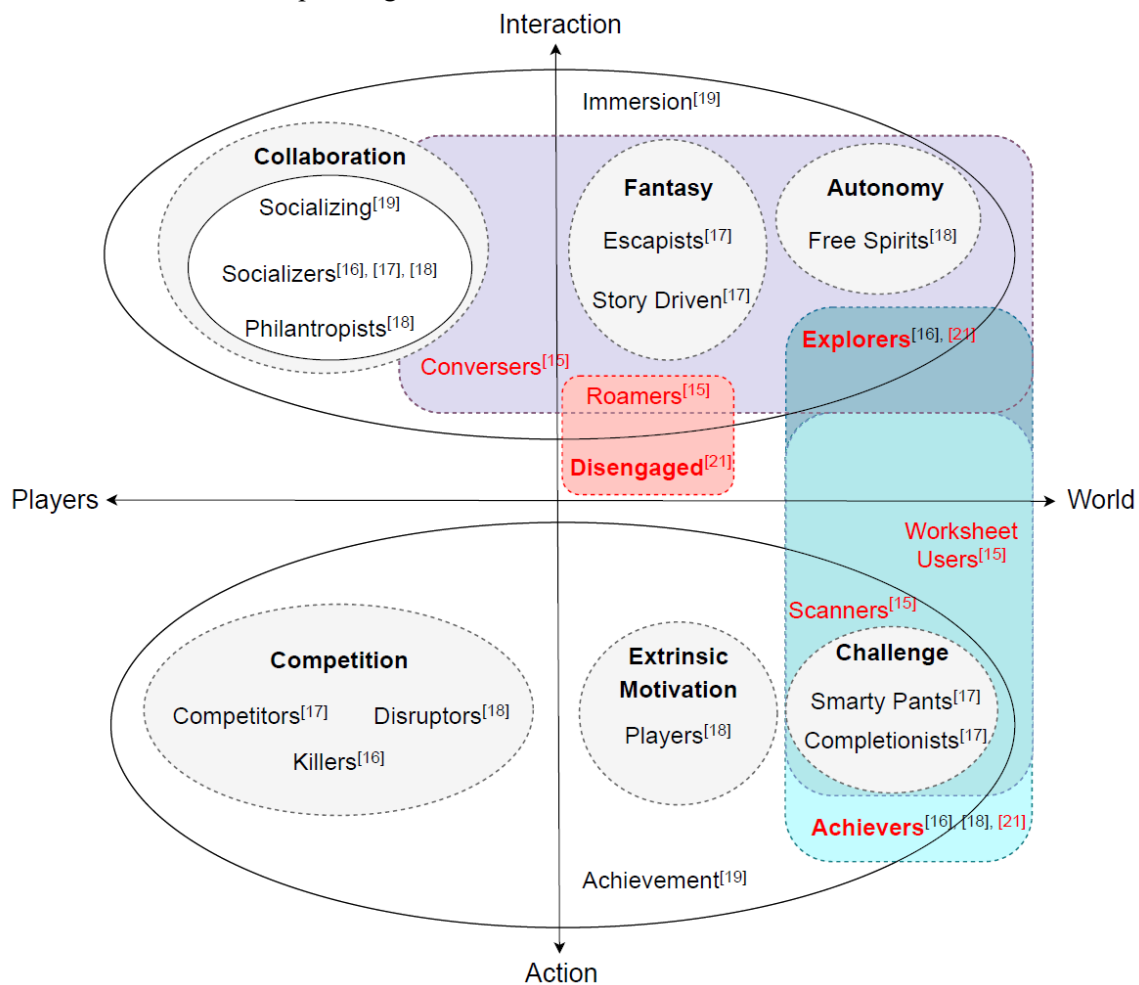 Interaction
Immersion[19]
Collaboration
Socializing[19]
Socializers[16], [17], [18]
Philantropists[18]
Fantasy
Escapists[17]
Story Driven[17]
Autonomy
Free Spirits[18]
Explorers[16], [21]
Conversers[15]
Roamers[15]
Disengaged[21]
Players
World
Worksheet
Users[15]
Scanners[15]
Competition
Competitors[17]
Disruptors[18]
Killers[16]
Extrinsic
Motivation
Players[18]
Challenge
Smarty Pants[17]
Completionists[17]
Achievers[16], [18], [21]
Achievement[19]
Action